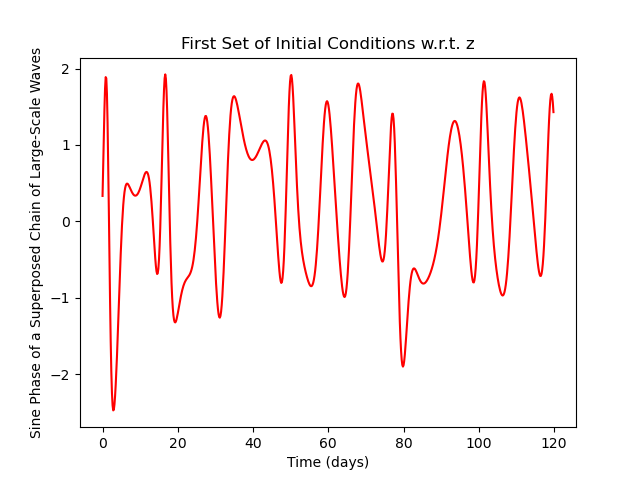 First Set of Initial Conditions w.r.t. z
Sine Phase of a Superposed Chain of Large-Scale Waves
2
1
0
−1
−2
0 20 40 60 80 100 120
Time (days)